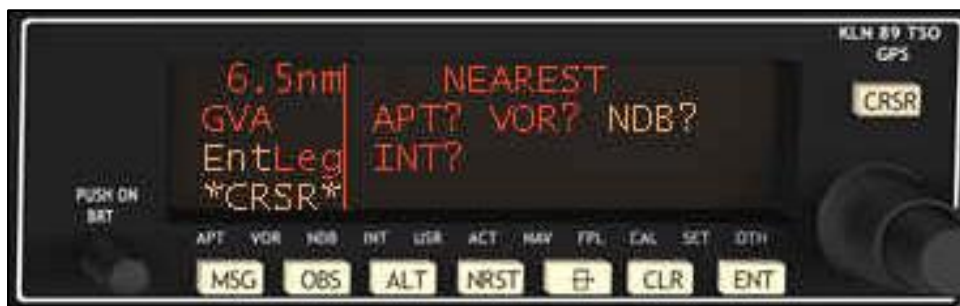 KLN 89 TSO
GPS
6.5nm
NEAREST
GVA
APT? VOR? NDB?
EntLeg
INT?
*CRSR*
CRSR
PUSH ON
BRT
APT VOR NDB INT USR ACT NAV FPL CAL SET OTH
MSG OBS ALT NRST CLR ENT